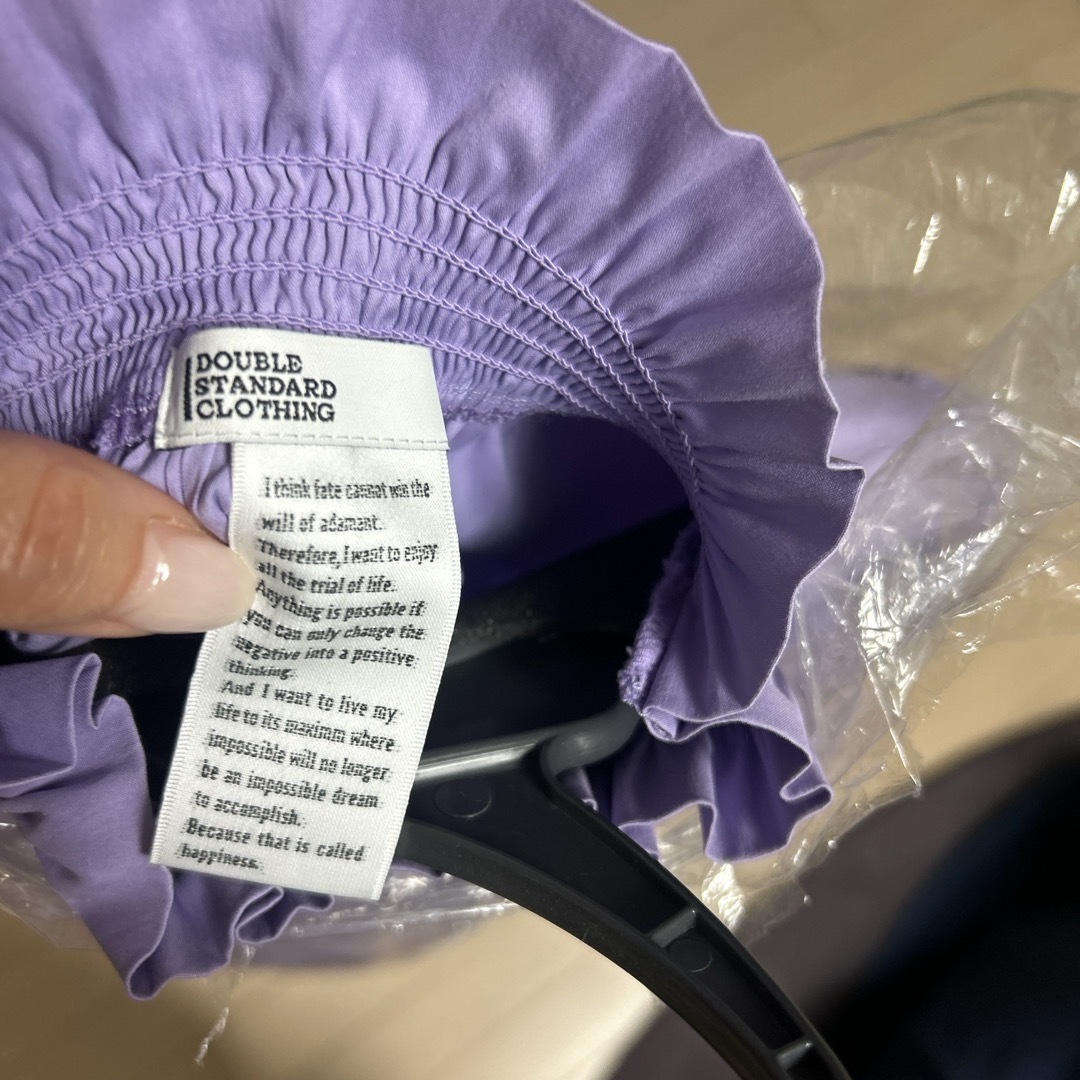 DOUBLE
STANDARD
CLOTHING
I think fate cannot win the
will of adamant.
Therefore, I want to enjoy
all the trial of life.
Anything is possible if
you can only change the
negative into a positive
thinking.
And I want to live my
life to its maximm where
impossible will no longer
be an impossible dream
to accomplish.
Because that is called
happiness.